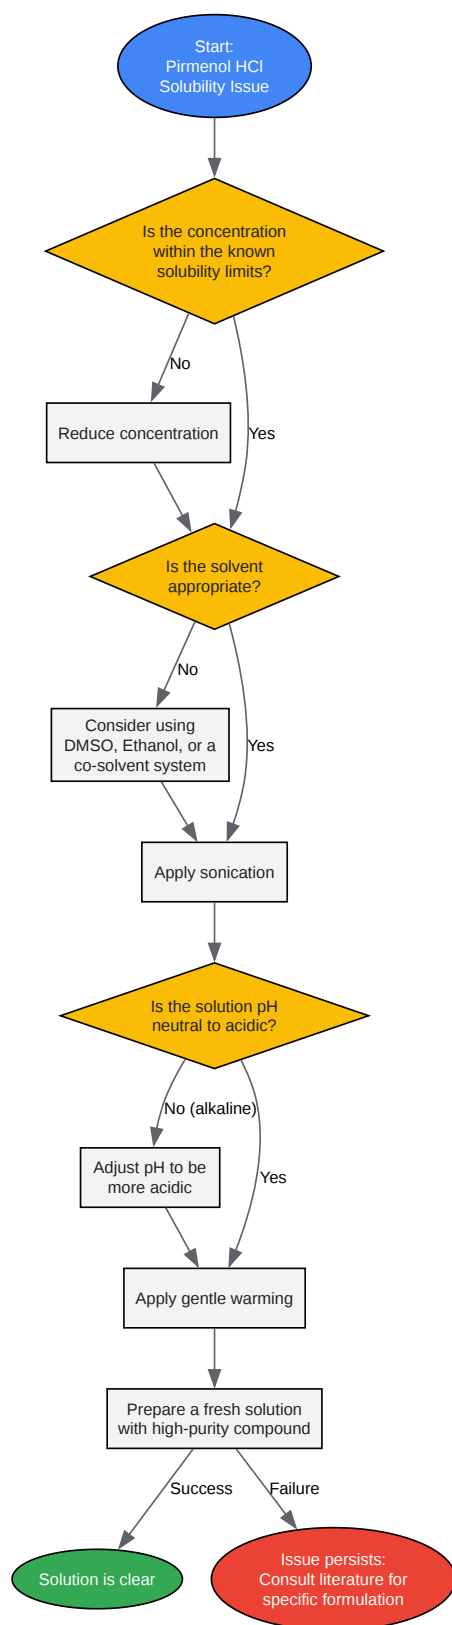 Start:
Pirmenol HCl
Solubility Issue
Is the concentration
within the known
solubility limits?
No
Reduce concentration
Yes
Is the solvent
appropriate?
No
Consider using
DMSO, Ethanol, or a
co-solvent system
Yes
Apply sonication
Is the solution pH
neutral to acidic?
No (alkaline)
Adjust pH to be
more acidic
Yes
Apply gentle warming
Prepare a fresh solution
with high-purity compound
Success
Failure
Solution is clear
Issue persists:
Consult literature for
specific formulation